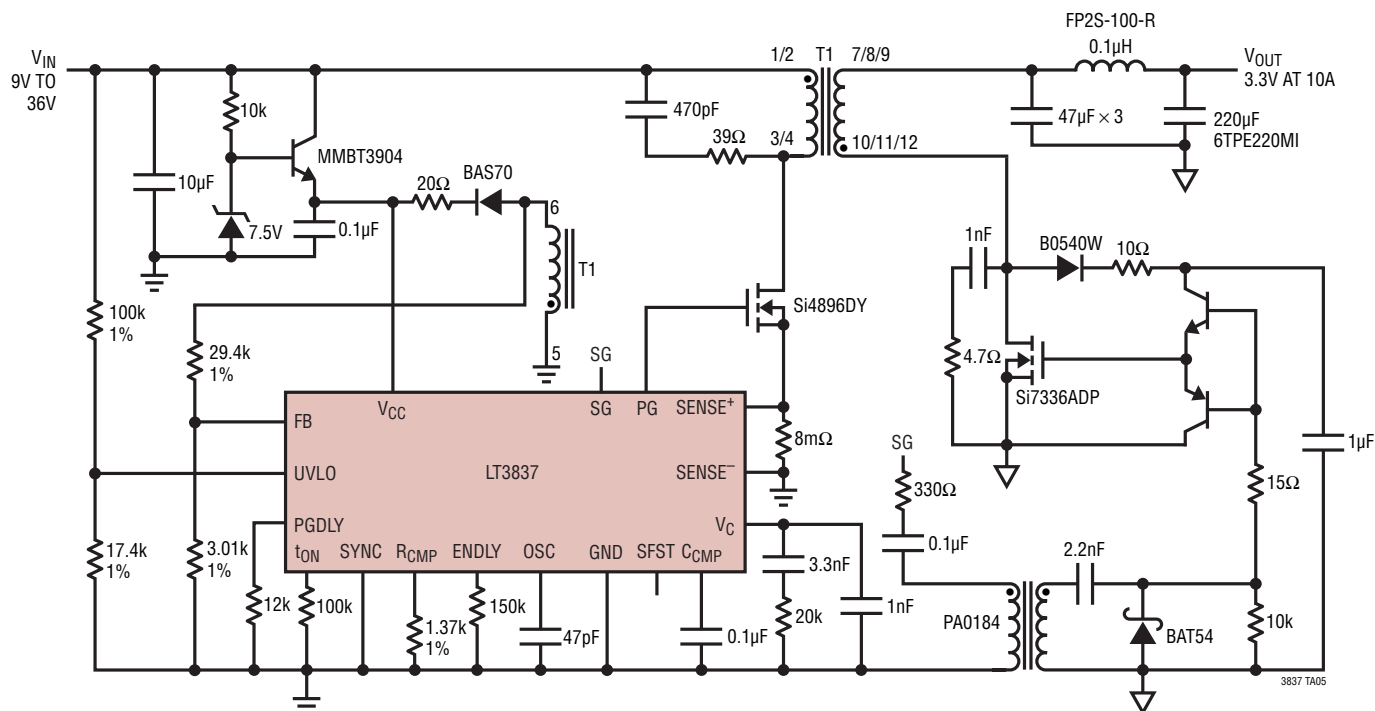 FP2S-100-R
V_IN
9V TO
36V
1/2
T1
7/8/9
0.1µH
V_OUT
3.3V AT 10A
10k
470pF
47µF × 3
220µF
6TPE220MI
MMBT3904
39Ω
3/4
10/11/12
10µF
20Ω
BAS70
7.5V
0.1µF
6
T1
5
1nF
B0540W
10Ω
100k
1%
Si4896DY
29.4k
1%
4.7Ω
Si7336ADP
SG
V_CC
SG
PG
SENSE+
FB
8mΩ
1µF
UVLO
LT3837
SENSE−
SG
15Ω
330Ω
PGDLY
V_C
t_ON
SYNC
R_CMP
ENDLY
OSC
GND
SFST
C_CMP
17.4k
1%
3.01k
1%
3.3nF
0.1µF
2.2nF
12k
100k
1.37k
1%
150k
47pF
0.1µF
20k
1nF
PA0184
BAT54
10k
3837 TA05